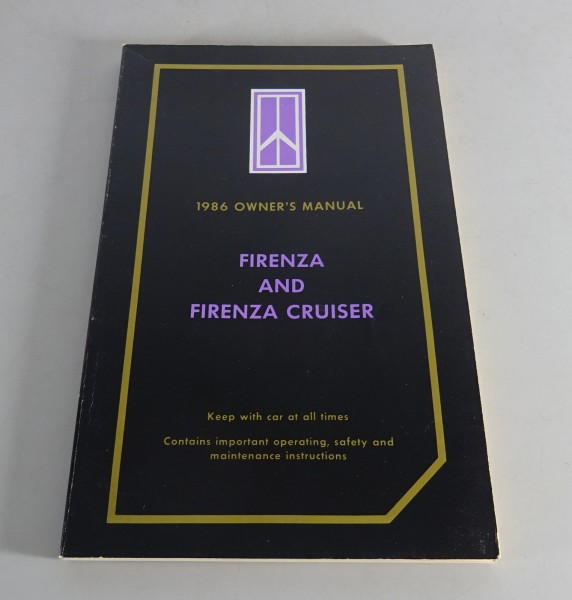 1986 OWNER'S MANUAL
FIRENZA
AND
FIRENZA CRUISER
Keep with car at all times
Contains important operating, safety and
maintenance instructions